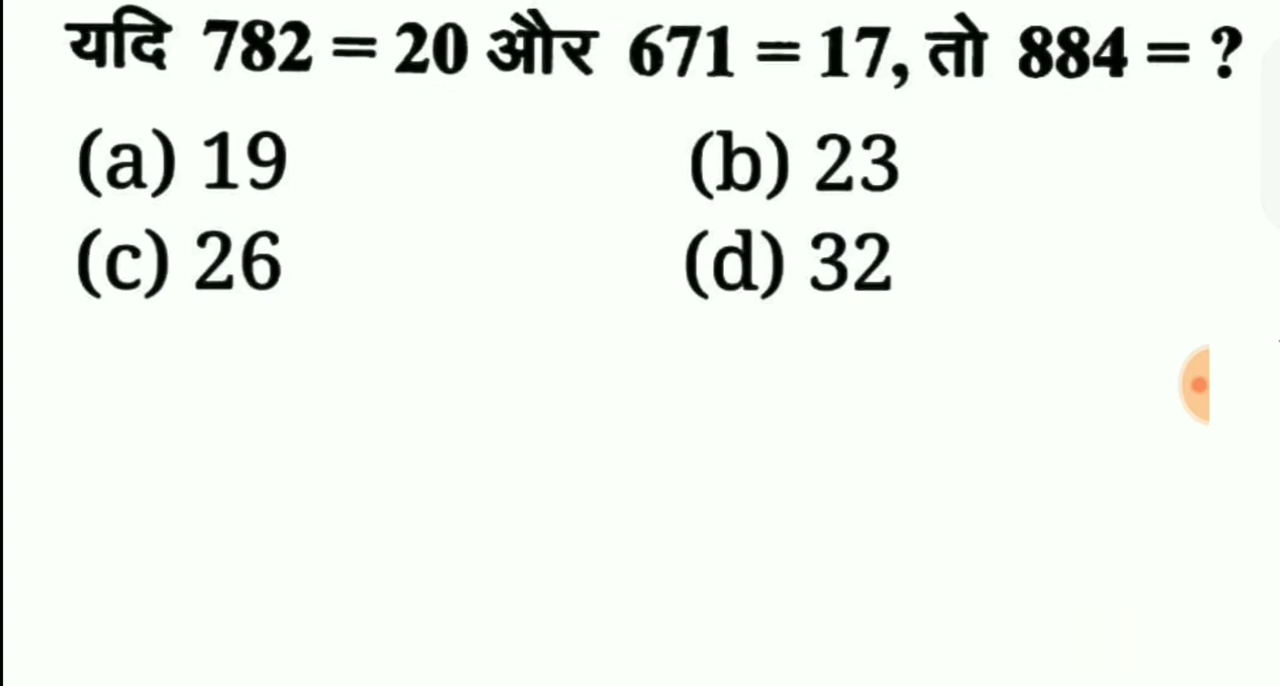 यदि 782 = 20 और 671 = 17, तो 884 = ?
(a) 19 (b) 23
(c) 26 (d) 32